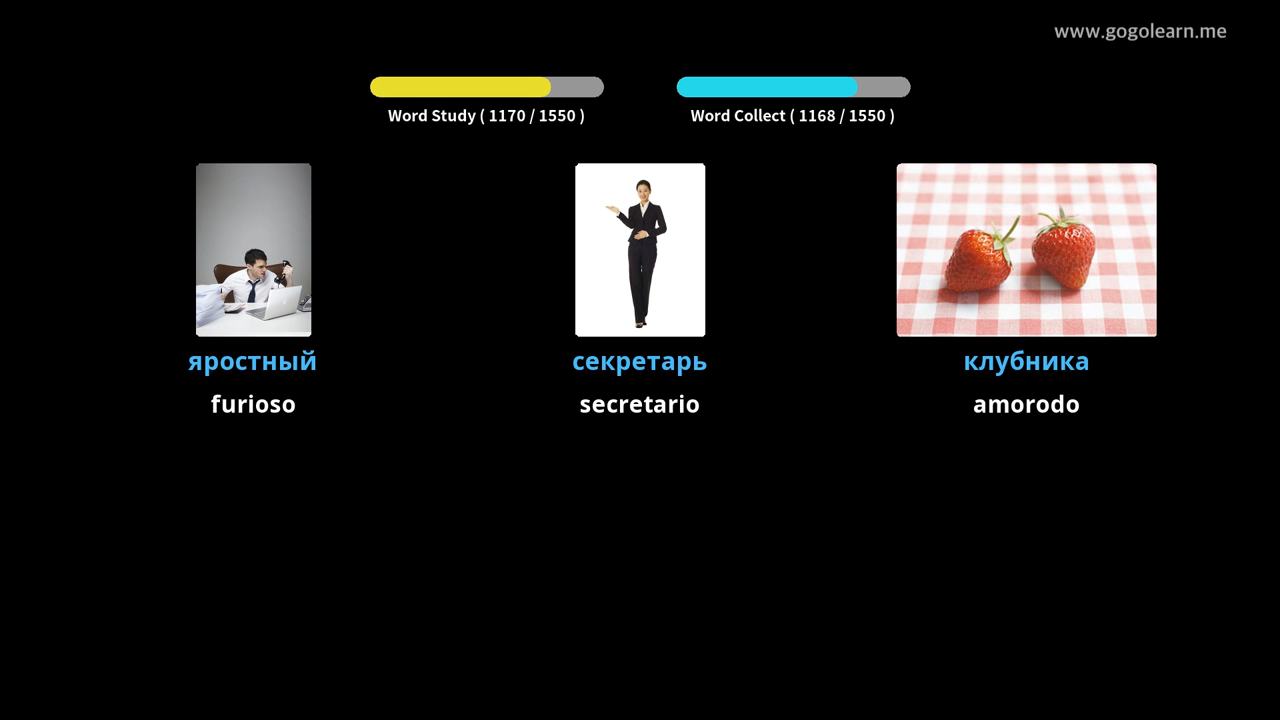 www.gogolearn.me
Word Study ( 1170 / 1550 )
Word Collect ( 1168 / 1550 )
яростный
секретарь
клубника
furioso
secretario
amorodo